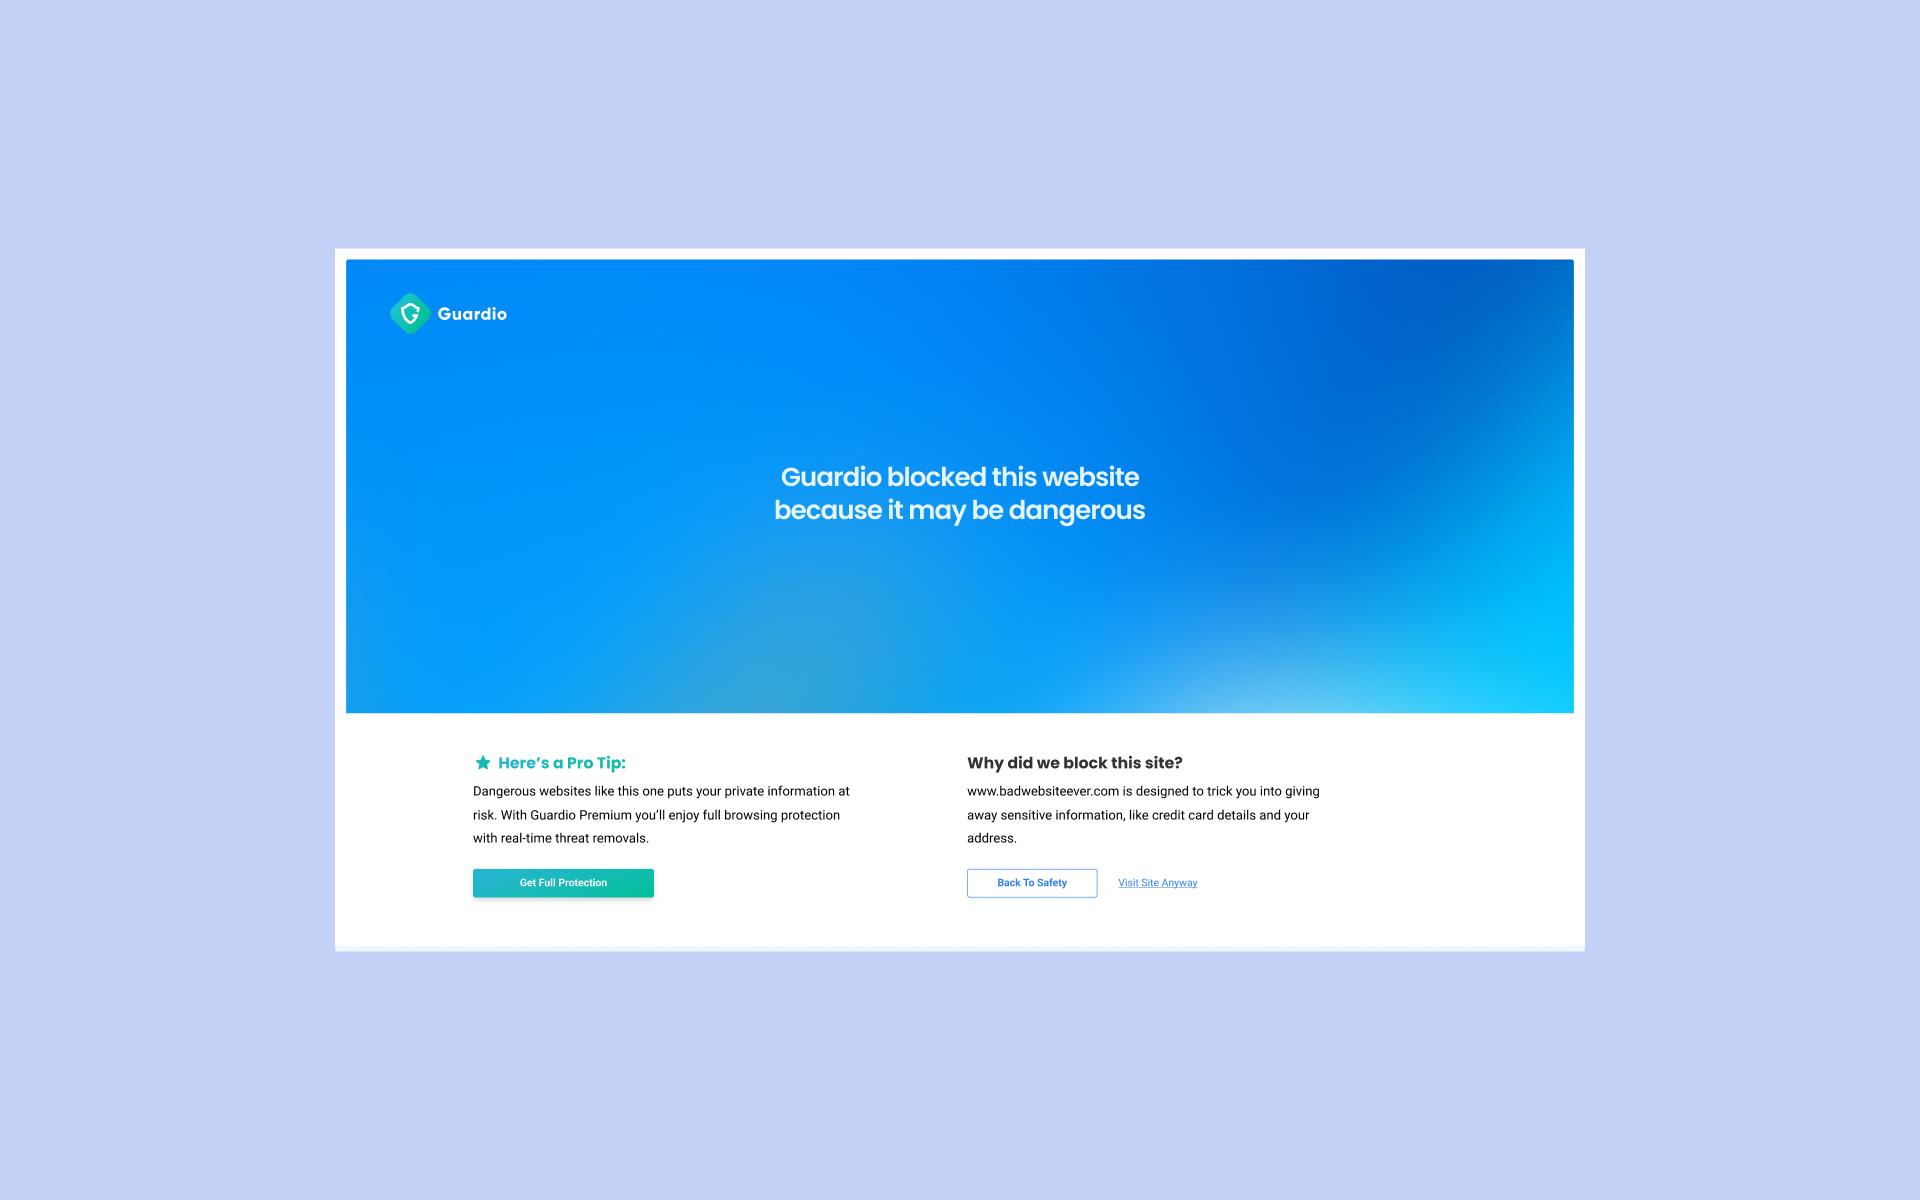 Guardio
Guardio blocked this website
because it may be dangerous
Here's a Pro Tip:
Dangerous websites like this one puts your private information at
risk. With Guardio Premium you'll enjoy full browsing protection
with real-time threat removals.
Get Full Protection
Why did we block this site?
www.badwebsiteever.com is designed to trick you into giving
away sensitive information, like credit card details and your
address.
Back To Safety
Visit Site Anyway